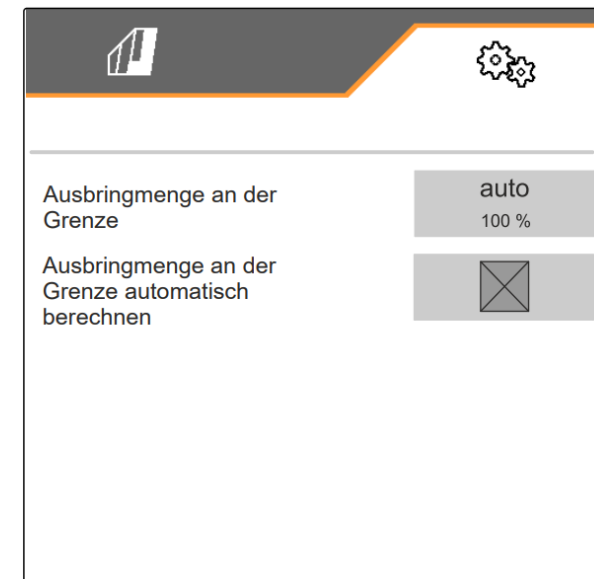 Ausbringmenge an der
Grenze
auto
100 %
Ausbringmenge an der
Grenze automatisch
berechnen